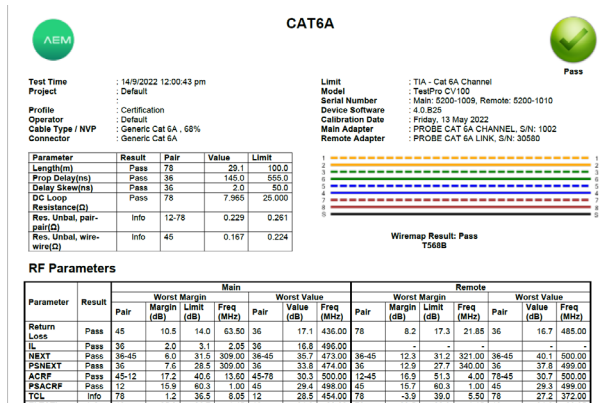 CAT6A
AEM
Pass
Test Time : 14/9/2022 12:00:43 pm
Project : Default
:
Profile : Certification
Operator : Default
Cable Type / NVP : Generic Cat 6A , 68%
Connector : Generic Cat 6A
Limit : TIA - Cat 6A Channel
Model : TestPro CV100
Serial Number : Main: 5200-1009, Remote: 5200-1010
Device Software : 4.0.B25
Calibration Date : Friday, 13 May 2022
Main Adapter : PROBE CAT 6A CHANNEL, S/N: 1002
Remote Adapter : PROBE CAT 6A LINK, S/N: 30580
Parameter Result Pair Value Limit
Length(m) Pass 78 29.1 100.0
Prop Delay(ns) Pass 36 145.0 555.0
Delay Skew(ns) Pass 36 2.0 50.0
DC Loop Resistance(Ω) Pass 78 7.965 25.000
Res. Unbal, pair-pair(Ω) Info 12-78 0.229 0.261
Res. Unbal, wire-wire(Ω) Info 45 0.167 0.224
1 1
2 2
3 3
6 6
5 5
4 4
7 7
8 8
S S
Wiremap Result: Pass
T568B
RF Parameters
Main Remote
Parameter Result Worst Margin Worst Value Worst Margin Worst Value
Pair Margin (dB) Limit (dB) Freq (MHz) Pair Value (dB) Freq (MHz) Pair Margin (dB) Limit (dB) Freq (MHz) Pair Value (dB) Freq (MHz)
Return Loss Pass 45 10.5 14.0 63.50 36 17.1 436.00 78 8.2 17.3 21.85 36 16.7 485.00
IL Pass 36 2.0 3.1 2.05 36 16.8 496.00 - - - - -
NEXT Pass 36-45 6.0 31.5 309.00 36-45 35.7 473.00 36-45 12.3 31.2 321.00 36-45 40.1 500.00
PSNEXT Pass 36 7.6 28.5 309.00 36 33.8 474.00 36 12.9 27.7 340.00 36 37.8 499.00
ACRF Pass 45-12 17.2 40.6 13.60 45-78 30.3 500.00 12-45 16.9 51.3 4.00 78-45 30.7 500.00
PSACRF Pass 12 15.9 60.3 1.00 45 29.4 498.00 45 15.7 60.3 1.00 45 29.3 499.00
TCL Info 78 1.2 36.5 8.05 12 28.5 454.00 78 -3.9 39.0 5.50 78 27.2 372.00